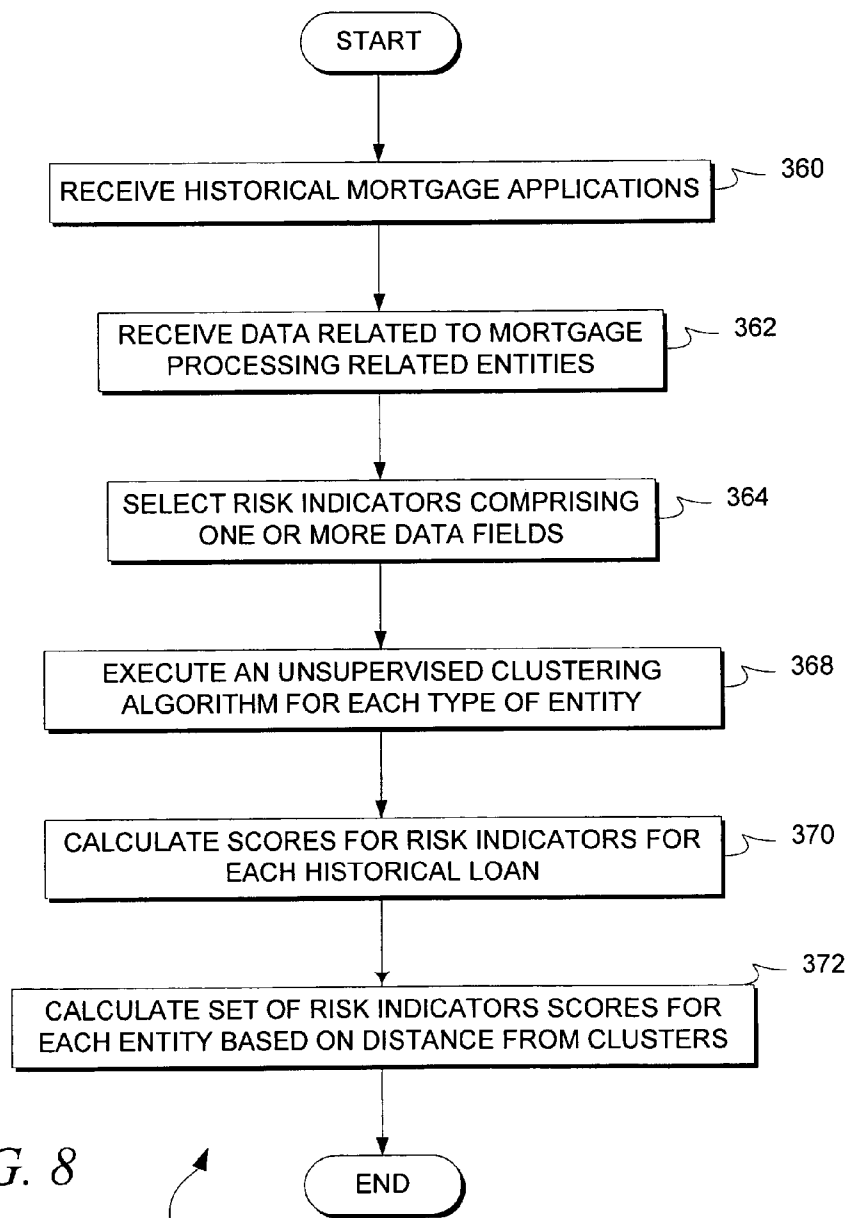 START
RECEIVE HISTORICAL MORTGAGE APPLICATIONS
360
RECEIVE DATA RELATED TO MORTGAGE
PROCESSING RELATED ENTITIES
362
SELECT RISK INDICATORS COMPRISING
ONE OR MORE DATA FIELDS
364
EXECUTE AN UNSUPERVISED CLUSTERING
ALGORITHM FOR EACH TYPE OF ENTITY
368
CALCULATE SCORES FOR RISK INDICATORS FOR
EACH HISTORICAL LOAN
370
CALCULATE SET OF RISK INDICATORS SCORES FOR
EACH ENTITY BASED ON DISTANCE FROM CLUSTERS
372
G. 8
END